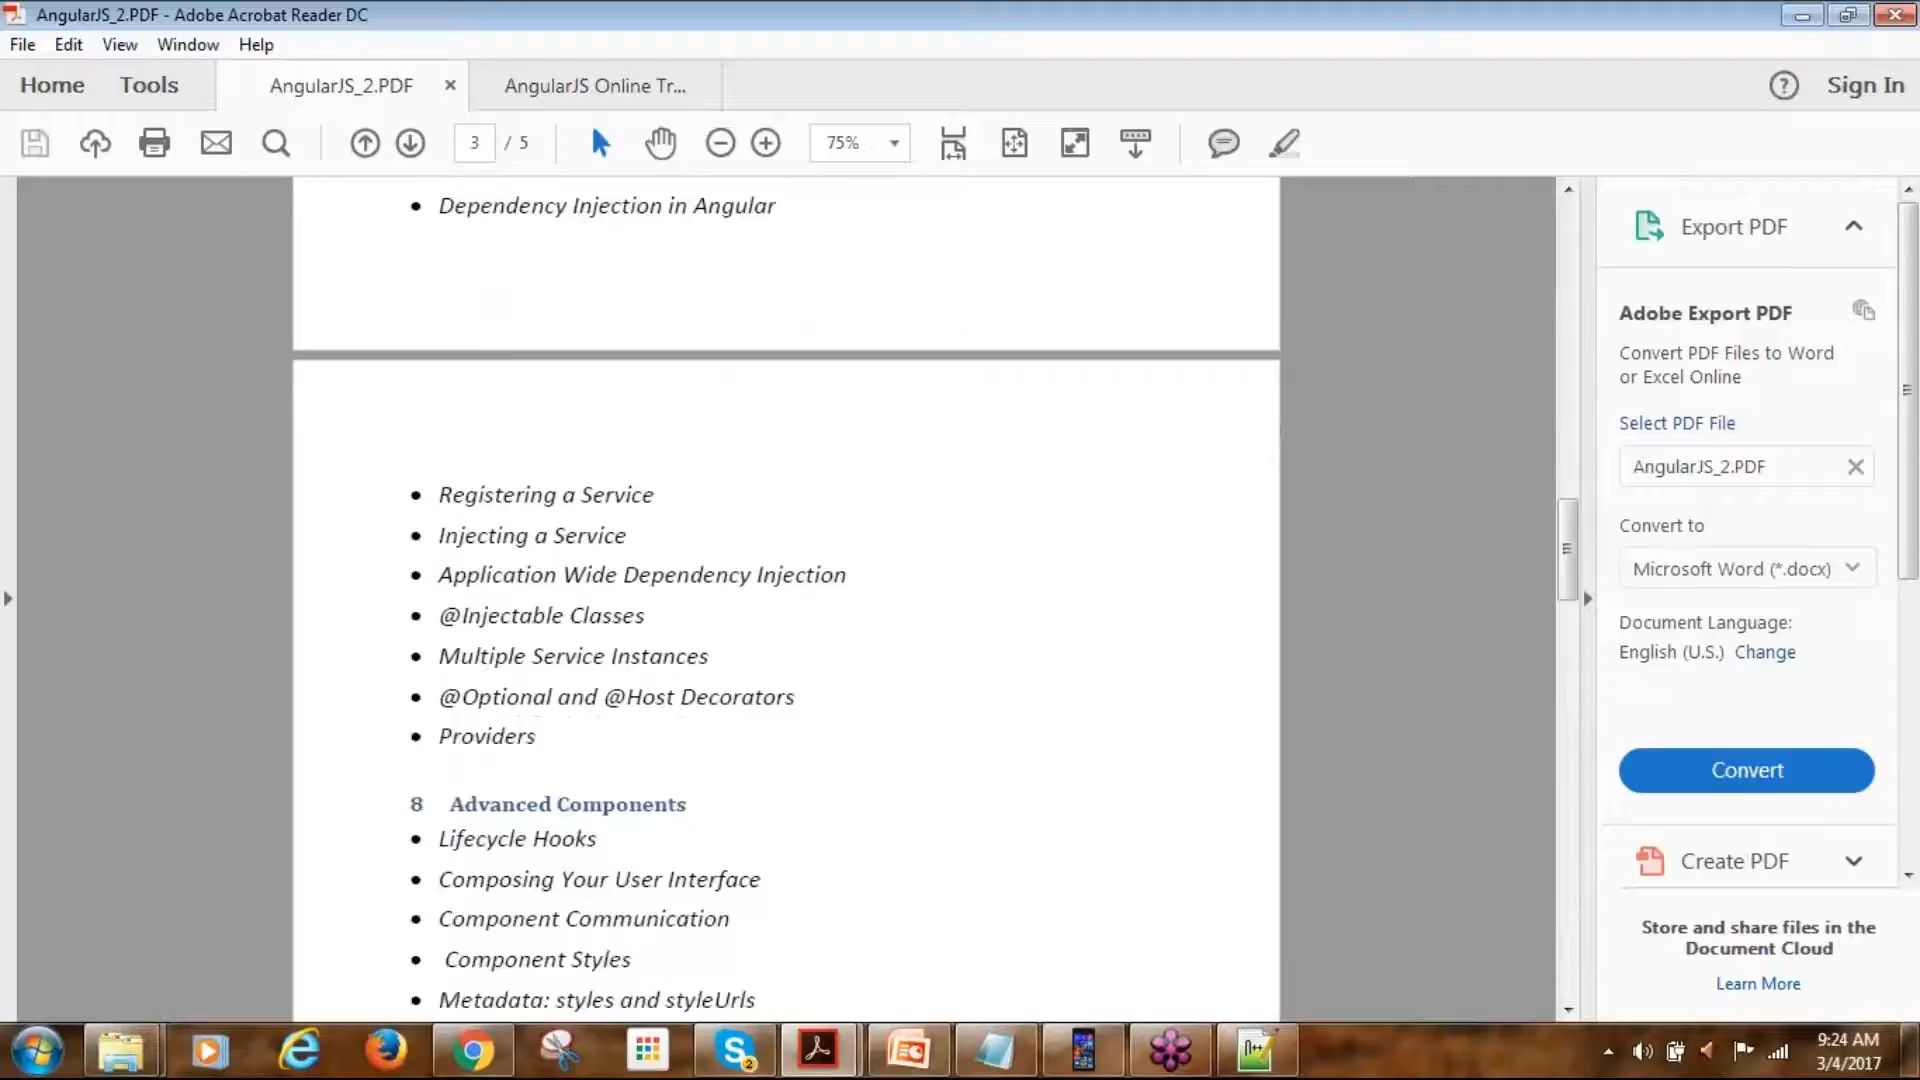 AngularJS_2.PDF - Adobe Acrobat Reader DC
File Edit View Window Help
Home Tools AngularJS_2.PDF AngularJS Online Tr... Sign In
3 / 5 75%
• Dependency Injection in Angular
• Registering a Service
• Injecting a Service
• Application Wide Dependency Injection
• @Injectable Classes
• Multiple Service Instances
• @Optional and @Host Decorators
• Providers
8 Advanced Components
• Lifecycle Hooks
• Composing Your User Interface
• Component Communication
• Component Styles
• Metadata: styles and styleUrls
Export PDF
Adobe Export PDF
Convert PDF Files to Word
or Excel Online
Select PDF File
AngularJS_2.PDF
Convert to
Microsoft Word (*.docx)
Document Language:
English (U.S.) Change
Convert
Create PDF
Store and share files in the
Document Cloud
Learn More
9:24 AM
3/4/2017